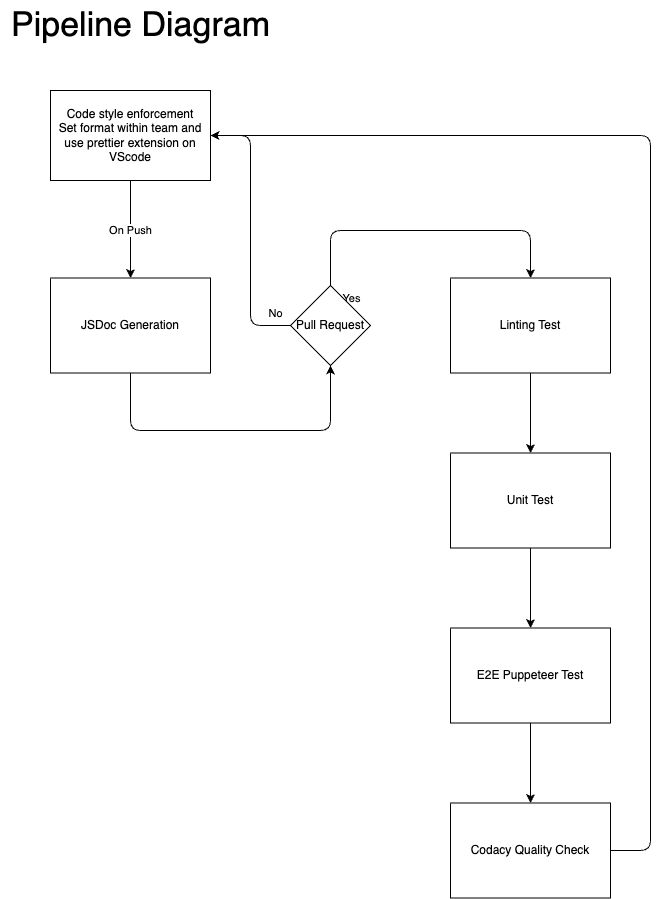 Pipeline Diagram
Code style enforcement
Set format within team and
use prettier extension on
VScode
On Push
JSDoc Generation
No
Yes
Pull Request
Linting Test
Unit Test
E2E Puppeteer Test
Codacy Quality Check